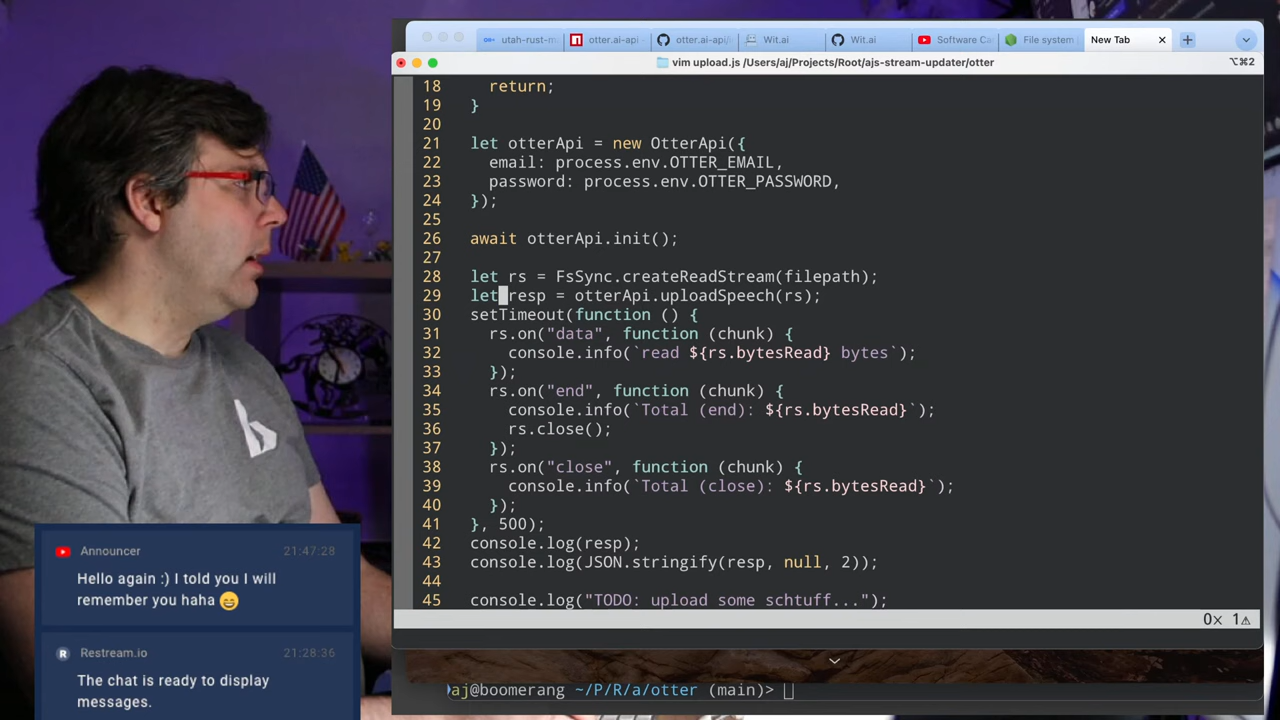 utah-rust-m
otter.ai-api
otter.ai-api/
Wit.ai
Wit.ai
Software Ca
File system
New Tab
vim upload.js /Users/aj/Projects/Root/ajs-stream-updater/otter
⌥⌘2
18 return;
19 }
20
21 let otterApi = new OtterApi({
22 email: process.env.OTTER_EMAIL,
23 password: process.env.OTTER_PASSWORD,
24 });
25
26 await otterApi.init();
27
28 let rs = FsSync.createReadStream(filepath);
29 let resp = otterApi.uploadSpeech(rs);
30 setTimeout(function () {
31 rs.on("data", function (chunk) {
32 console.info(`read ${rs.bytesRead} bytes`);
33 });
34 rs.on("end", function (chunk) {
35 console.info(`Total (end): ${rs.bytesRead}`);
36 rs.close();
37 });
38 rs.on("close", function (chunk) {
39 console.info(`Total (close): ${rs.bytesRead}`);
40 });
41 }, 500);
42 console.log(resp);
43 console.log(JSON.stringify(resp, null, 2));
44
45 console.log("TODO: upload some schtuff...");
0× 1⚠
aj@boomerang ~/P/R/a/otter (main)>
Announcer 21:47:28
Hello again :) I told you I will
remember you haha 😄
Restream.io 21:28:36
The chat is ready to display
messages.